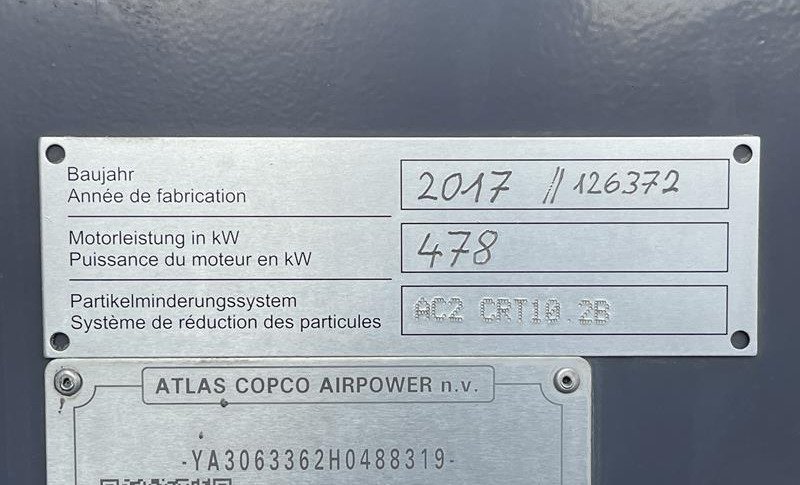 Baujahr
Année de fabrication
2017 // 126372
Motorleistung in kW
Puissance du moteur en kW
478
Partikelminderungssystem
Système de réduction des particules
AC2 CRT10.2B
ATLAS COPCO AIRPOWER n.v.
-YA3063362H0488319-